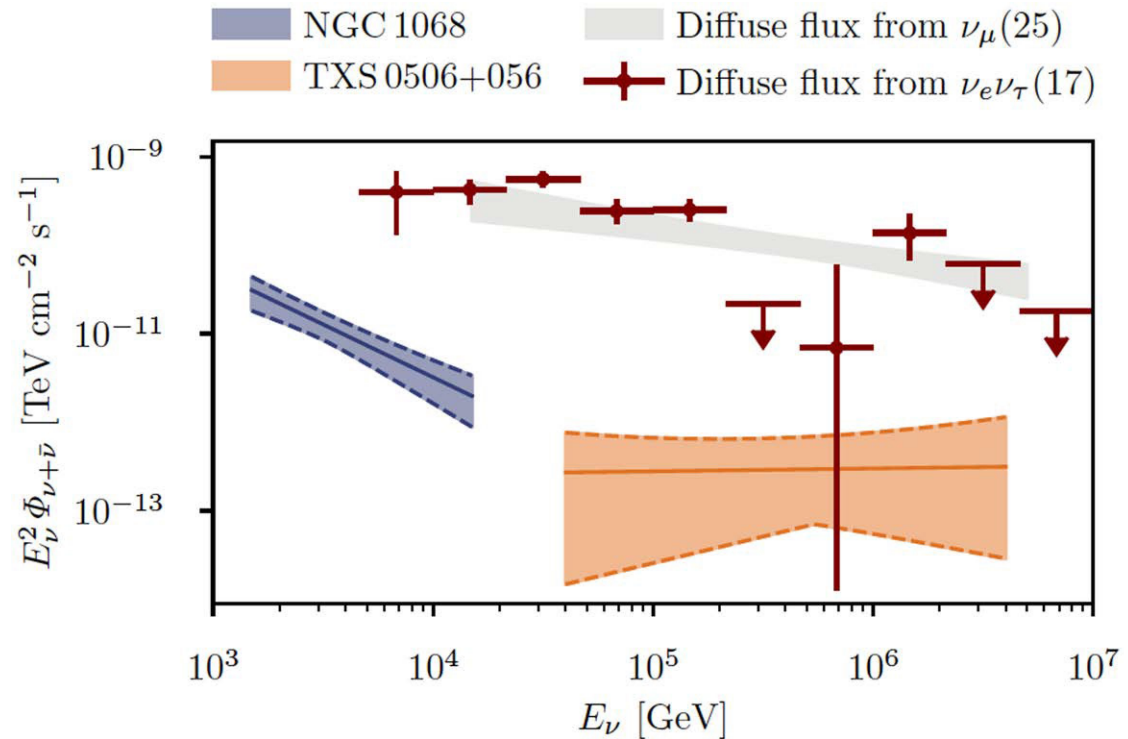 NGC 1068
TXS 0506+056
Diffuse flux from ν_μ(25)
Diffuse flux from ν_eν_τ(17)
E_ν^2 Φ_{ν+ν̄} [TeV cm^{−2} s^{−1}]
10^{−9}
10^{−11}
10^{−13}
10^3
10^4
10^5
10^6
10^7
E_ν [GeV]